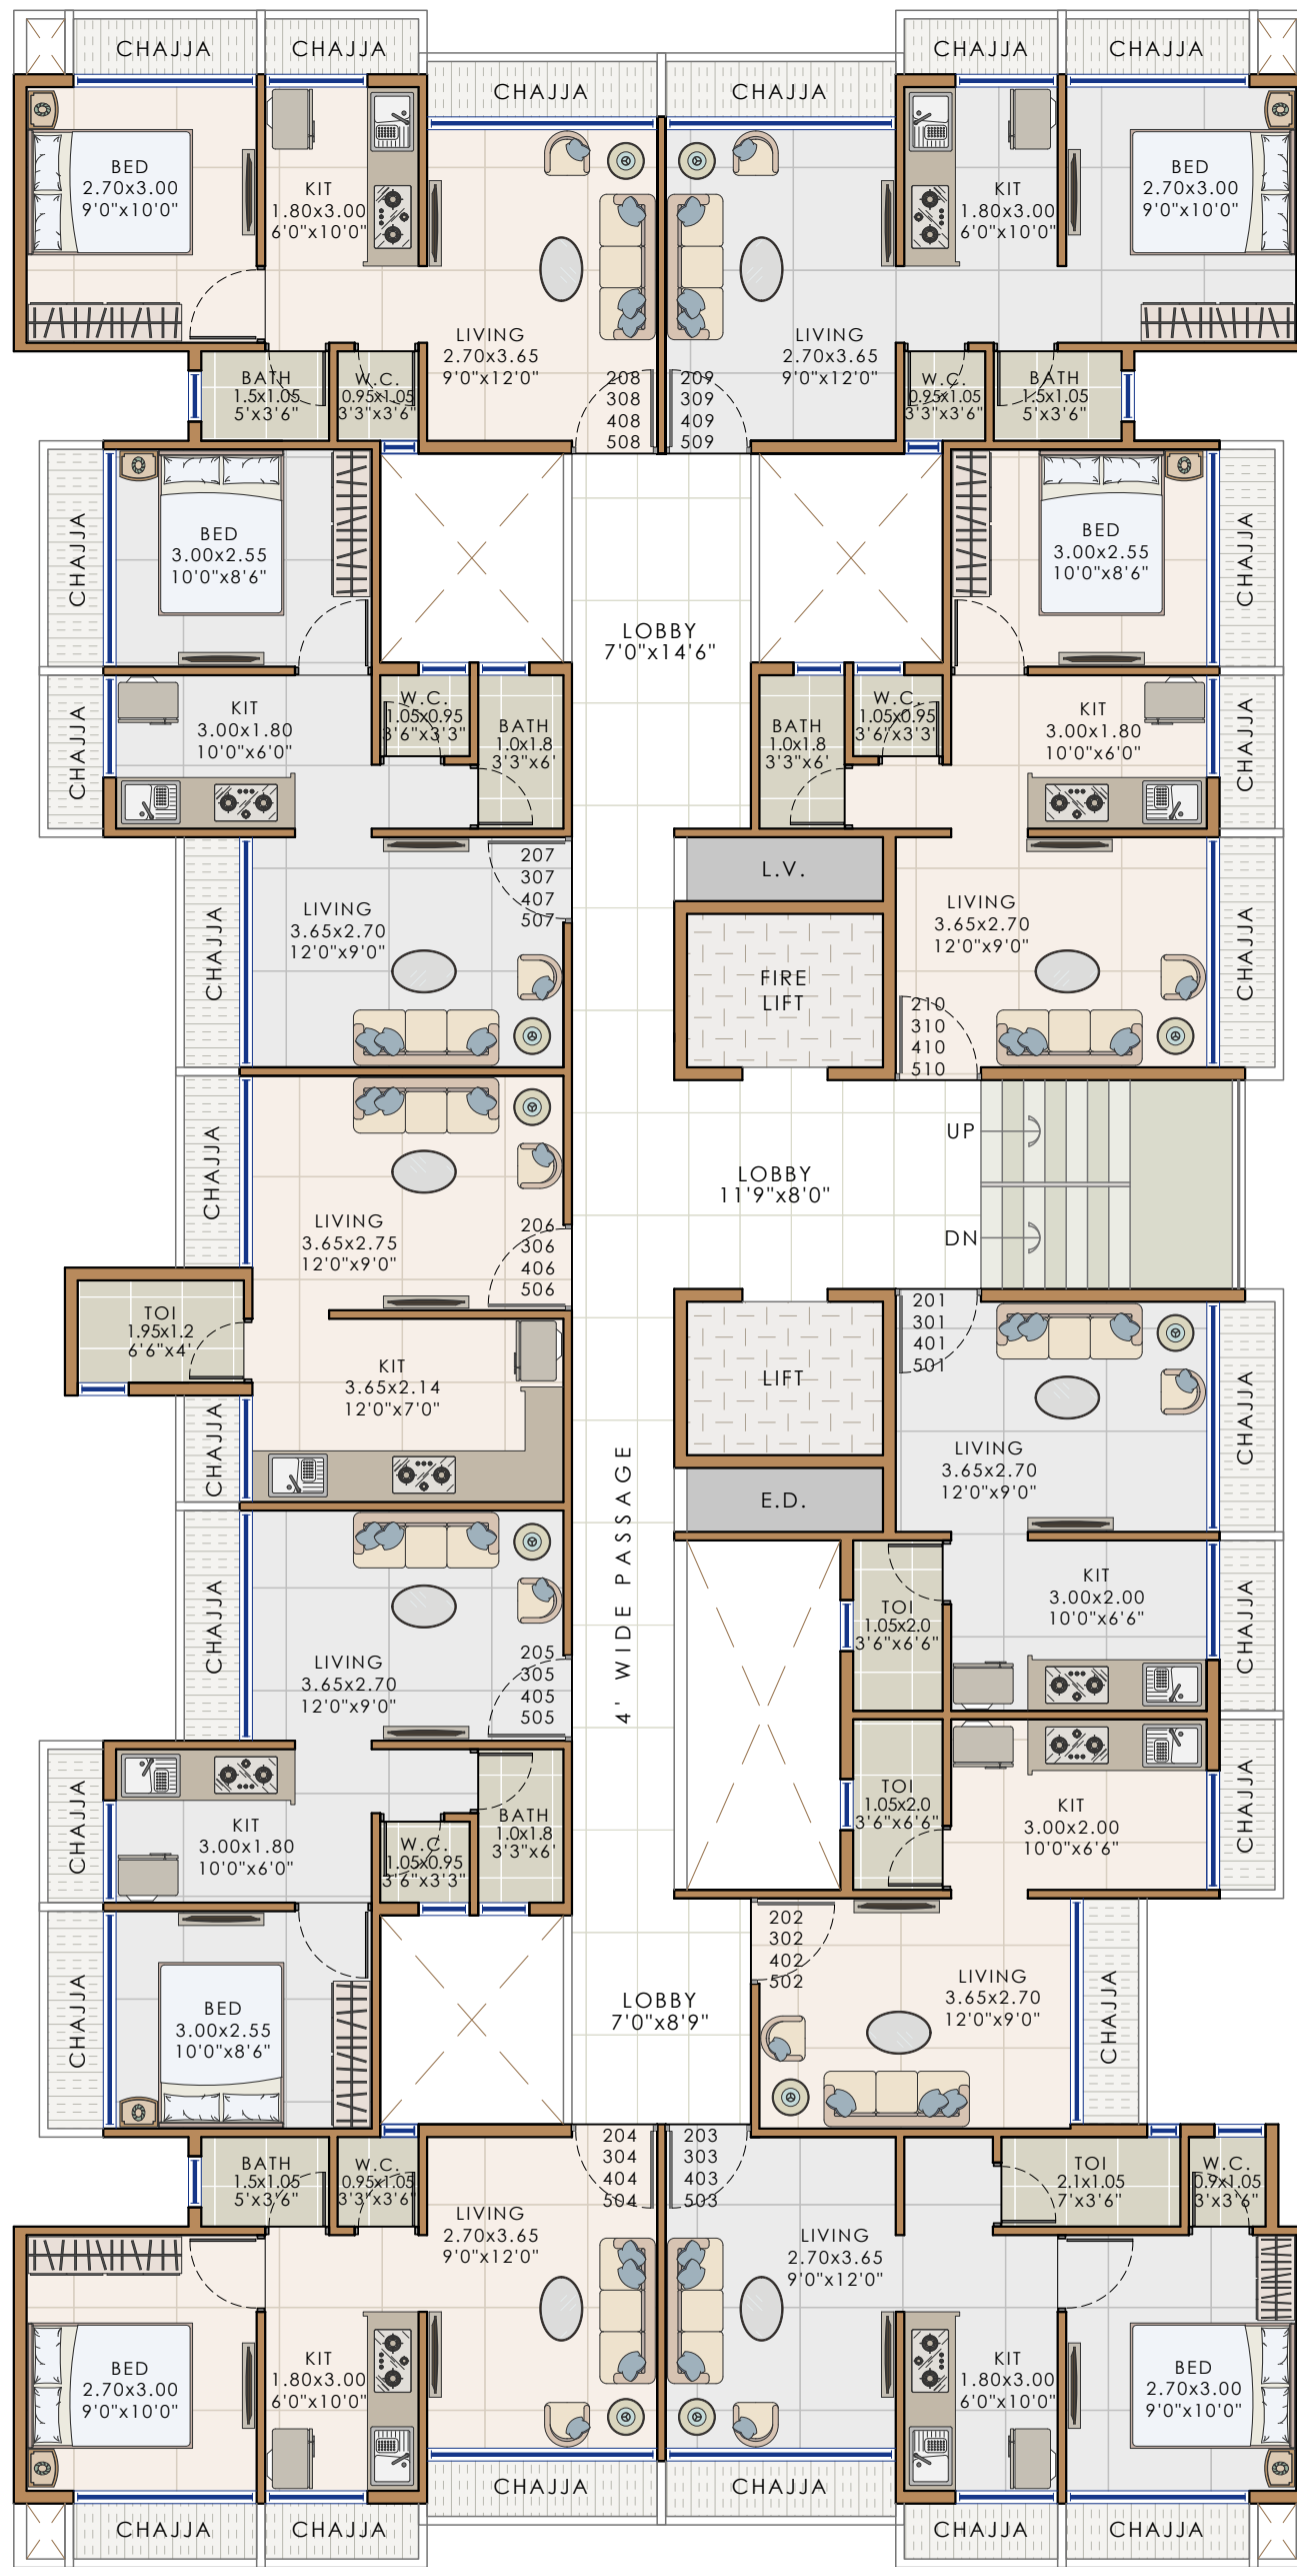 CHAJJA
CHAJJA
CHAJJA
CHAJJA
CHAJJA
CHAJJA
BED
2.70x3.00
9'0"x10'0"
KIT
1.80x3.00
6'0"x10'0"
LIVING
2.70x3.65
9'0"x12'0"
208
308
408
508
BATH
1.5x1.05
5'x3'6"
W.C.
0.95x1.05
3'3"x3'6"
LIVING
2.70x3.65
9'0"x12'0"
209
309
409
509
KIT
1.80x3.00
6'0"x10'0"
BED
2.70x3.00
9'0"x10'0"
W.C.
0.95x1.05
3'3"x3'6"
BATH
1.5x1.05
5'x3'6"
CHAJJA
BED
3.00x2.55
10'0"x8'6"
LOBBY
7'0"x14'6"
BED
3.00x2.55
10'0"x8'6"
CHAJJA
CHAJJA
KIT
3.00x1.80
10'0"x6'0"
W.C.
1.05x0.95
3'6"x3'3"
BATH
1.0x1.8
3'3"x6'
BATH
1.0x1.8
3'3"x6'
W.C.
1.05x0.95
3'6"x3'3"
KIT
3.00x1.80
10'0"x6'0"
CHAJJA
CHAJJA
LIVING
3.65x2.70
12'0"x9'0"
207
307
407
507
L.V.
FIRE
LIFT
LIVING
3.65x2.70
12'0"x9'0"
210
310
410
510
CHAJJA
CHAJJA
LIVING
3.65x2.75
12'0"x9'0"
206
306
406
506
LOBBY
11'9"x8'0"
UP
DN
TOI
1.95x1.2
6'6"x4'
KIT
3.65x2.14
12'0"x7'0"
CHAJJA
LIFT
E.D.
201
301
401
501
LIVING
3.65x2.70
12'0"x9'0"
CHAJJA
4' WIDE PASSAGE
CHAJJA
LIVING
3.65x2.70
12'0"x9'0"
205
305
405
505
TOI
1.05x2.0
3'6"x6'6"
KIT
3.00x2.00
10'0"x6'6"
CHAJJA
CHAJJA
KIT
3.00x1.80
10'0"x6'0"
W.C.
1.05x0.95
3'6"x3'3"
BATH
1.0x1.8
3'3"x6'
TOI
1.05x2.0
3'6"x6'6"
KIT
3.00x2.00
10'0"x6'6"
CHAJJA
CHAJJA
BED
3.00x2.55
10'0"x8'6"
LOBBY
7'0"x8'9"
202
302
402
502
LIVING
3.65x2.70
12'0"x9'0"
CHAJJA
BATH
1.5x1.05
5'x3'6"
W.C.
0.95x1.05
3'3"x3'6"
204
304
404
504
LIVING
2.70x3.65
9'0"x12'0"
203
303
403
503
LIVING
2.70x3.65
9'0"x12'0"
TOI
2.1x1.05
7'x3'6"
W.C.
0.9x1.05
3'x3'6"
BED
2.70x3.00
9'0"x10'0"
KIT
1.80x3.00
6'0"x10'0"
KIT
1.80x3.00
6'0"x10'0"
BED
2.70x3.00
9'0"x10'0"
CHAJJA
CHAJJA
CHAJJA
CHAJJA
CHAJJA
CHAJJA